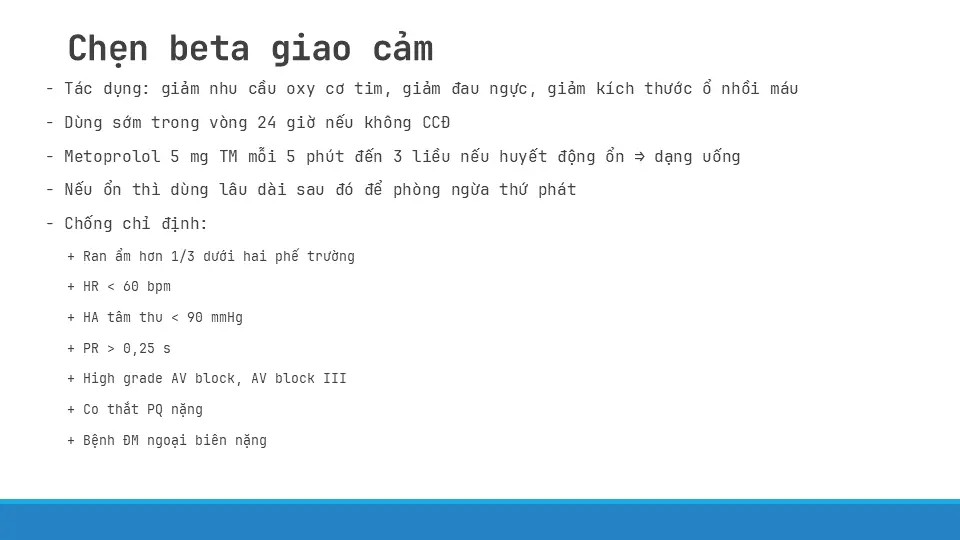 Chẹn beta giao cảm
- Tác dụng: giảm nhu cầu oxy cơ tim, giảm đau ngực, giảm kích thước ổ nhồi máu
- Dùng sớm trong vòng 24 giờ nếu không CCĐ
- Metoprolol 5 mg TM mỗi 5 phút đến 3 liều nếu huyết động ổn ⇒ dạng uống
- Nếu ổn thì dùng lâu dài sau đó để phòng ngừa thứ phát
- Chống chỉ định:
+ Ran ẩm hơn 1/3 dưới hai phế trường
+ HR < 60 bpm
+ HA tâm thu < 90 mmHg
+ PR > 0,25 s
+ High grade AV block, AV block III
+ Co thắt PQ nặng
+ Bệnh ĐM ngoại biên nặng